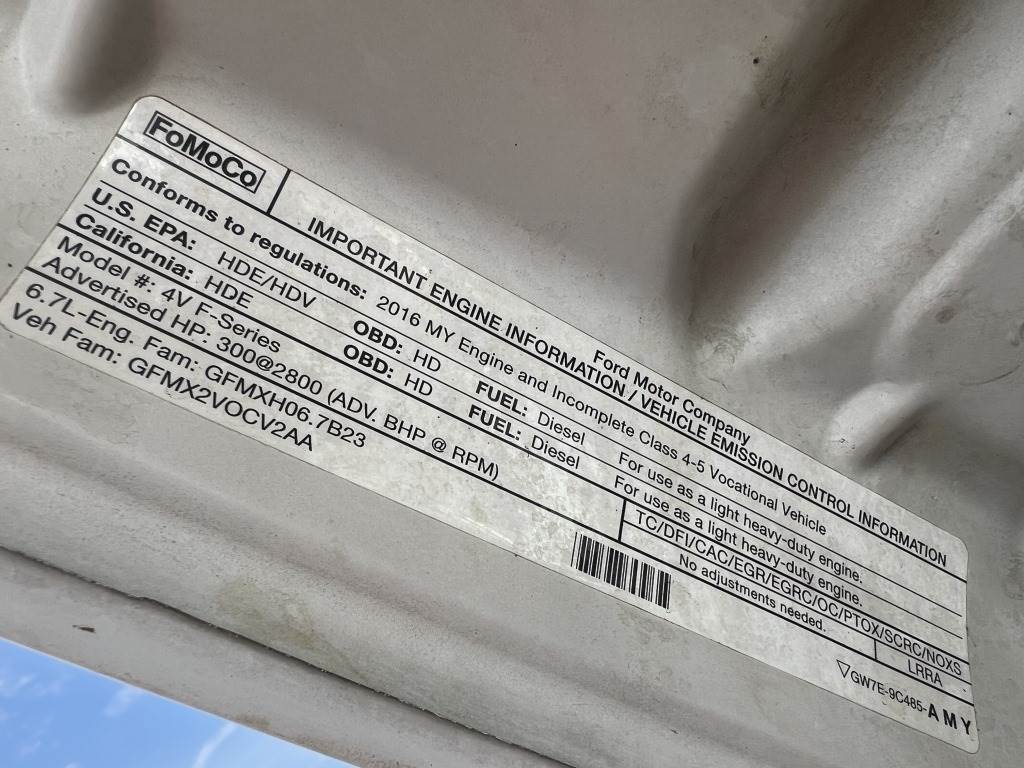 FoMoCo
Ford Motor Company
IMPORTANT ENGINE INFORMATION / VEHICLE EMISSION CONTROL INFORMATION
Conforms to regulations: 2016 MY Engine and Incomplete Class 4-5 Vocational Vehicle
U.S. EPA: HDE/HDV OBD: HD FUEL: Diesel For use as a light heavy-duty engine.
California: HDE OBD: HD FUEL: Diesel For use as a light heavy-duty engine.
Model #: 4V F-Series TC/DFI/CAC/EGR/EGRC/OC/PTOX/SCRC/NOXS
Advertised HP: 300@2800 (ADV. BHP @ RPM) No adjustments needed. LRRA
6.7L-Eng. Fam: GFMXH06.7B23
Veh Fam: GFMX2VOCV2AA
▽GW7E-9C485-AMY